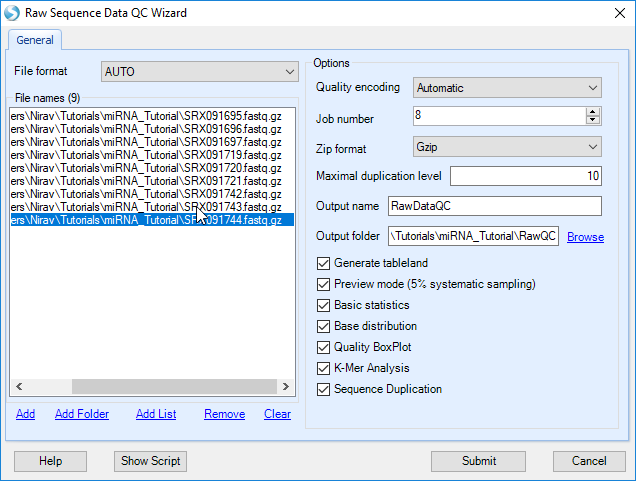 Raw Sequence Data QC Wizard
General
File format
AUTO
File names (9)
ers\Nirav\Tutorials\miRNA_Tutorial\SRX091695.fastq.gz
ers\Nirav\Tutorials\miRNA_Tutorial\SRX091696.fastq.gz
ers\Nirav\Tutorials\miRNA_Tutorial\SRX091697.fastq.gz
ers\Nirav\Tutorials\miRNA_Tutorial\SRX091719.fastq.gz
ers\Nirav\Tutorials\miRNA_Tutorial\SRX091720.fastq.gz
ers\Nirav\Tutorials\miRNA_Tutorial\SRX091721.fastq.gz
ers\Nirav\Tutorials\miRNA_Tutorial\SRX091742.fastq.gz
ers\Nirav\Tutorials\miRNA_Tutorial\SRX091743.fastq.gz
ers\Nirav\Tutorials\miRNA_Tutorial\SRX091744.fastq.gz
Add Add Folder Add List Remove Clear
Options
Quality encoding Automatic
Job number 8
Zip format Gzip
Maximal duplication level 10
Output name RawDataQC
Output folder \Tutorials\miRNA_Tutorial\RawQC Browse
Generate tableland
Preview mode (5% systematic sampling)
Basic statistics
Base distribution
Quality BoxPlot
K-Mer Analysis
Sequence Duplication
Help Show Script Submit Cancel